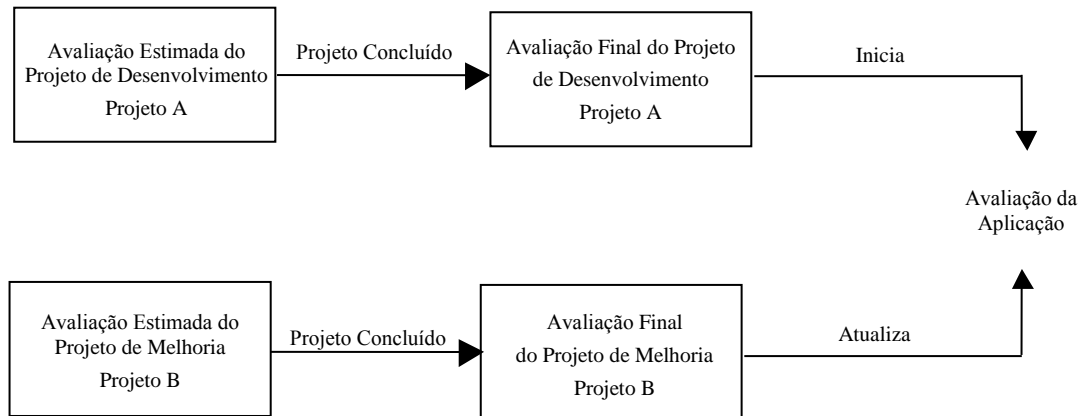 Avaliação Estimada do
Projeto de Desenvolvimento
Projeto A
Projeto Concluído
Avaliação Final do Projeto
de Desenvolvimento
Projeto A
Inicia
Avaliação da
Aplicação
Avaliação Estimada do
Projeto de Melhoria
Projeto B
Projeto Concluído
Avaliação Final
do Projeto de Melhoria
Projeto B
Atualiza